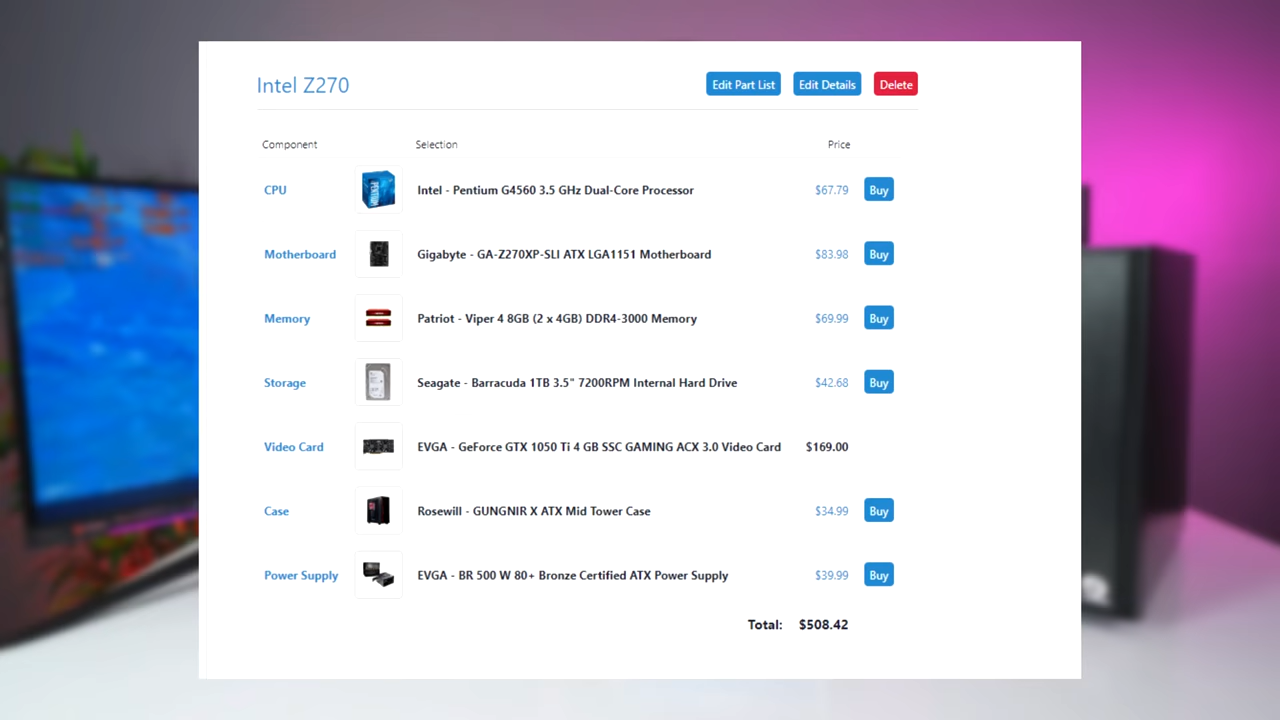 Intel Z270 Edit Part List Edit Details Delete
Component Selection Price
CPU Intel - Pentium G4560 3.5 GHz Dual-Core Processor $67.79 Buy
Motherboard Gigabyte - GA-Z270XP-SLI ATX LGA1151 Motherboard $83.98 Buy
Memory Patriot - Viper 4 8GB (2 x 4GB) DDR4-3000 Memory $69.99 Buy
Storage Seagate - Barracuda 1TB 3.5" 7200RPM Internal Hard Drive $42.68 Buy
Video Card EVGA - GeForce GTX 1050 Ti 4 GB SSC GAMING ACX 3.0 Video Card $169.00
Case Rosewill - GUNGNIR X ATX Mid Tower Case $34.99 Buy
Power Supply EVGA - BR 500 W 80+ Bronze Certified ATX Power Supply $39.99 Buy
Total: $508.42